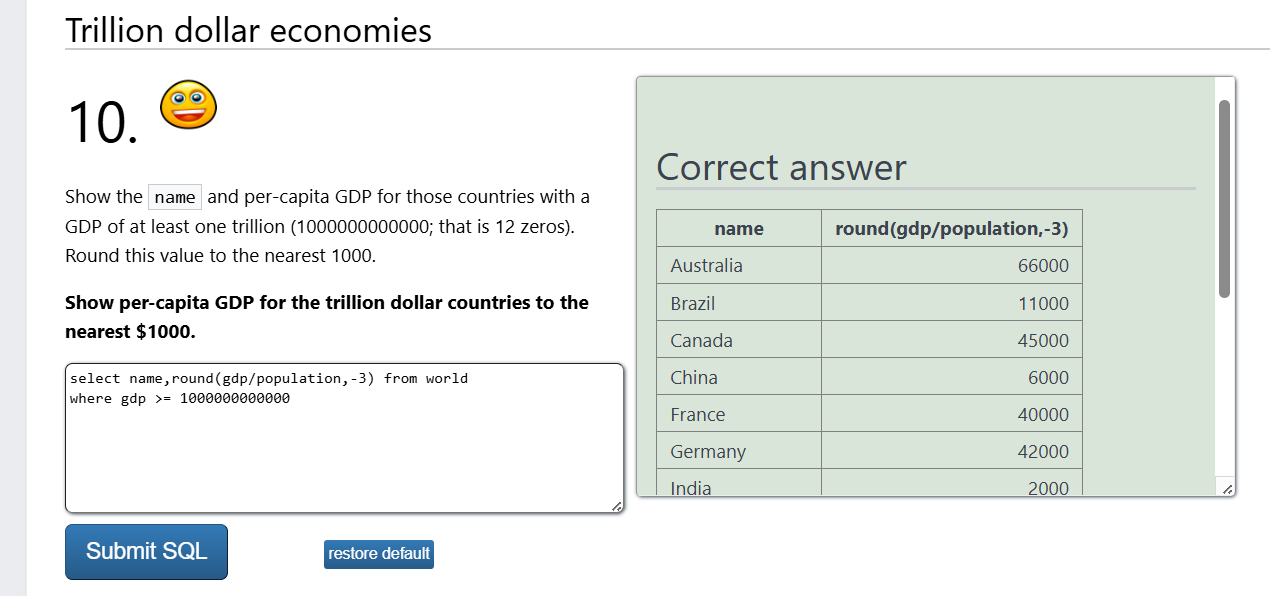 Trillion dollar economies
10.
Show the name and per-capita GDP for those countries with a
GDP of at least one trillion (1000000000000; that is 12 zeros).
Round this value to the nearest 1000.
Show per-capita GDP for the trillion dollar countries to the
nearest $1000.
select name,round(gdp/population,-3) from world
where gdp >= 1000000000000
Submit SQL
restore default
Correct answer
name round(gdp/population,-3)
Australia 66000
Brazil 11000
Canada 45000
China 6000
France 40000
Germany 42000
India 2000